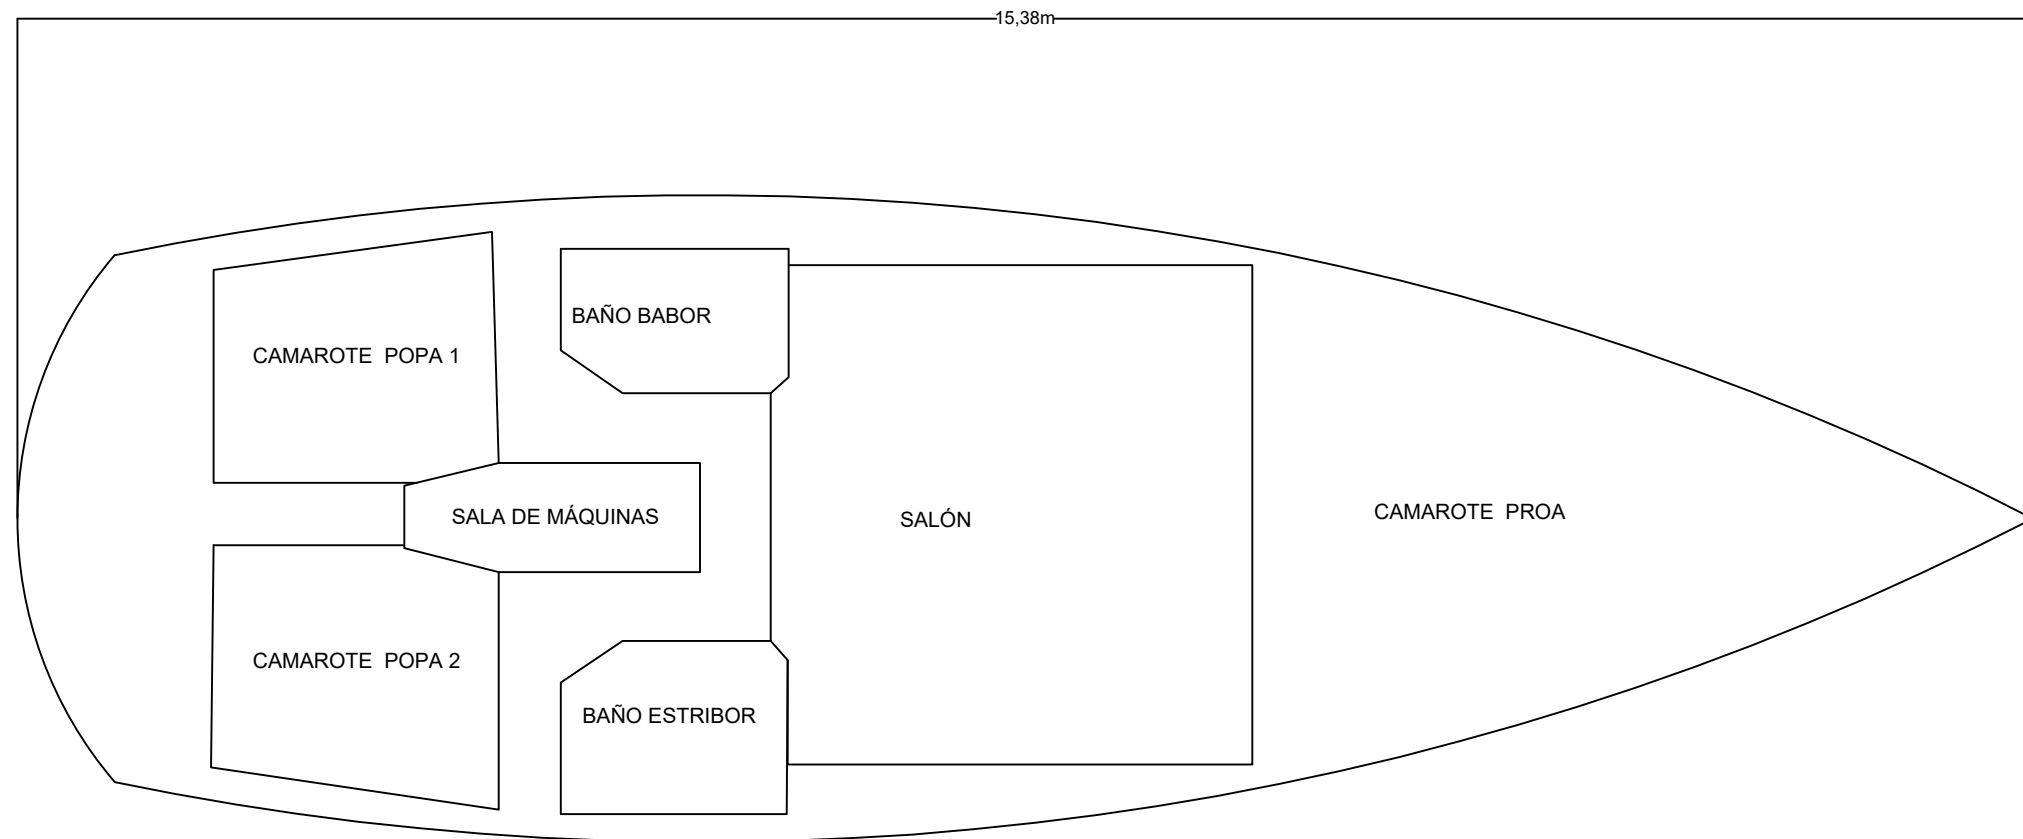 15,38m
BAÑO BABOR
CAMAROTE POPA 1
SALA DE MÁQUINAS
SALÓN
CAMAROTE PROA
CAMAROTE POPA 2
BAÑO ESTRIBOR